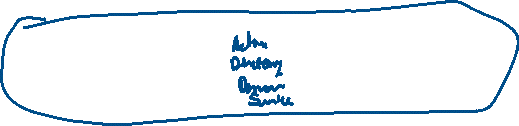 Active
Directory
Domain
Service